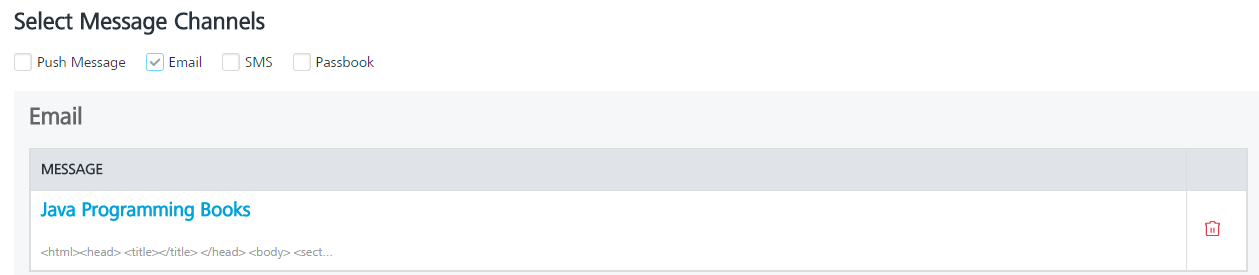 Select Message Channels
Push Message Email SMS Passbook
Email
MESSAGE
Java Programming Books
<html><head> <title></title> </head> <body> <sect...